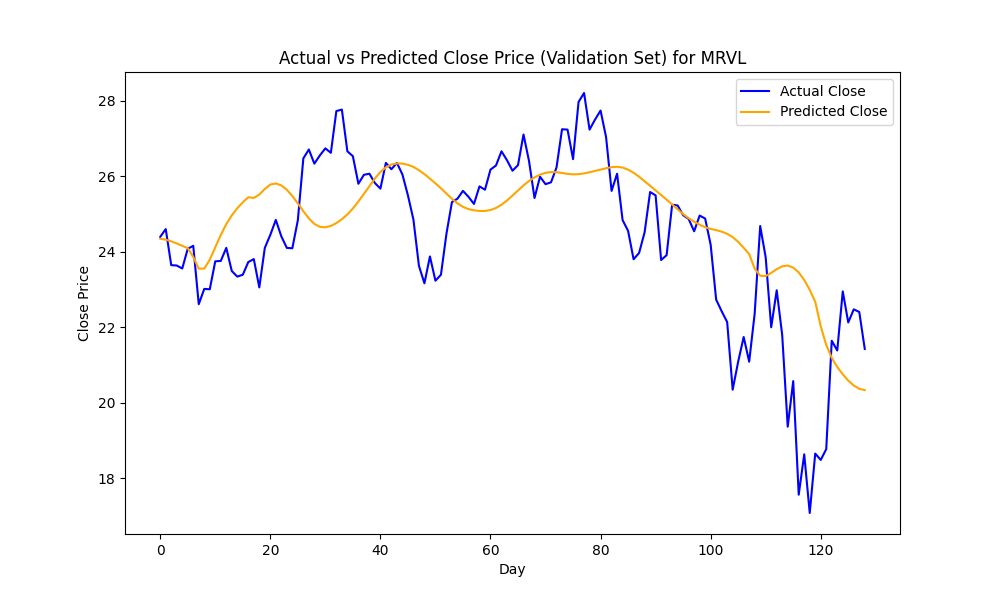 Actual vs Predicted Close Price (Validation Set) for MRVL
Actual Close
Predicted Close
Close Price
28
26
24
22
20
18
0 20 40 60 80 100 120
Day